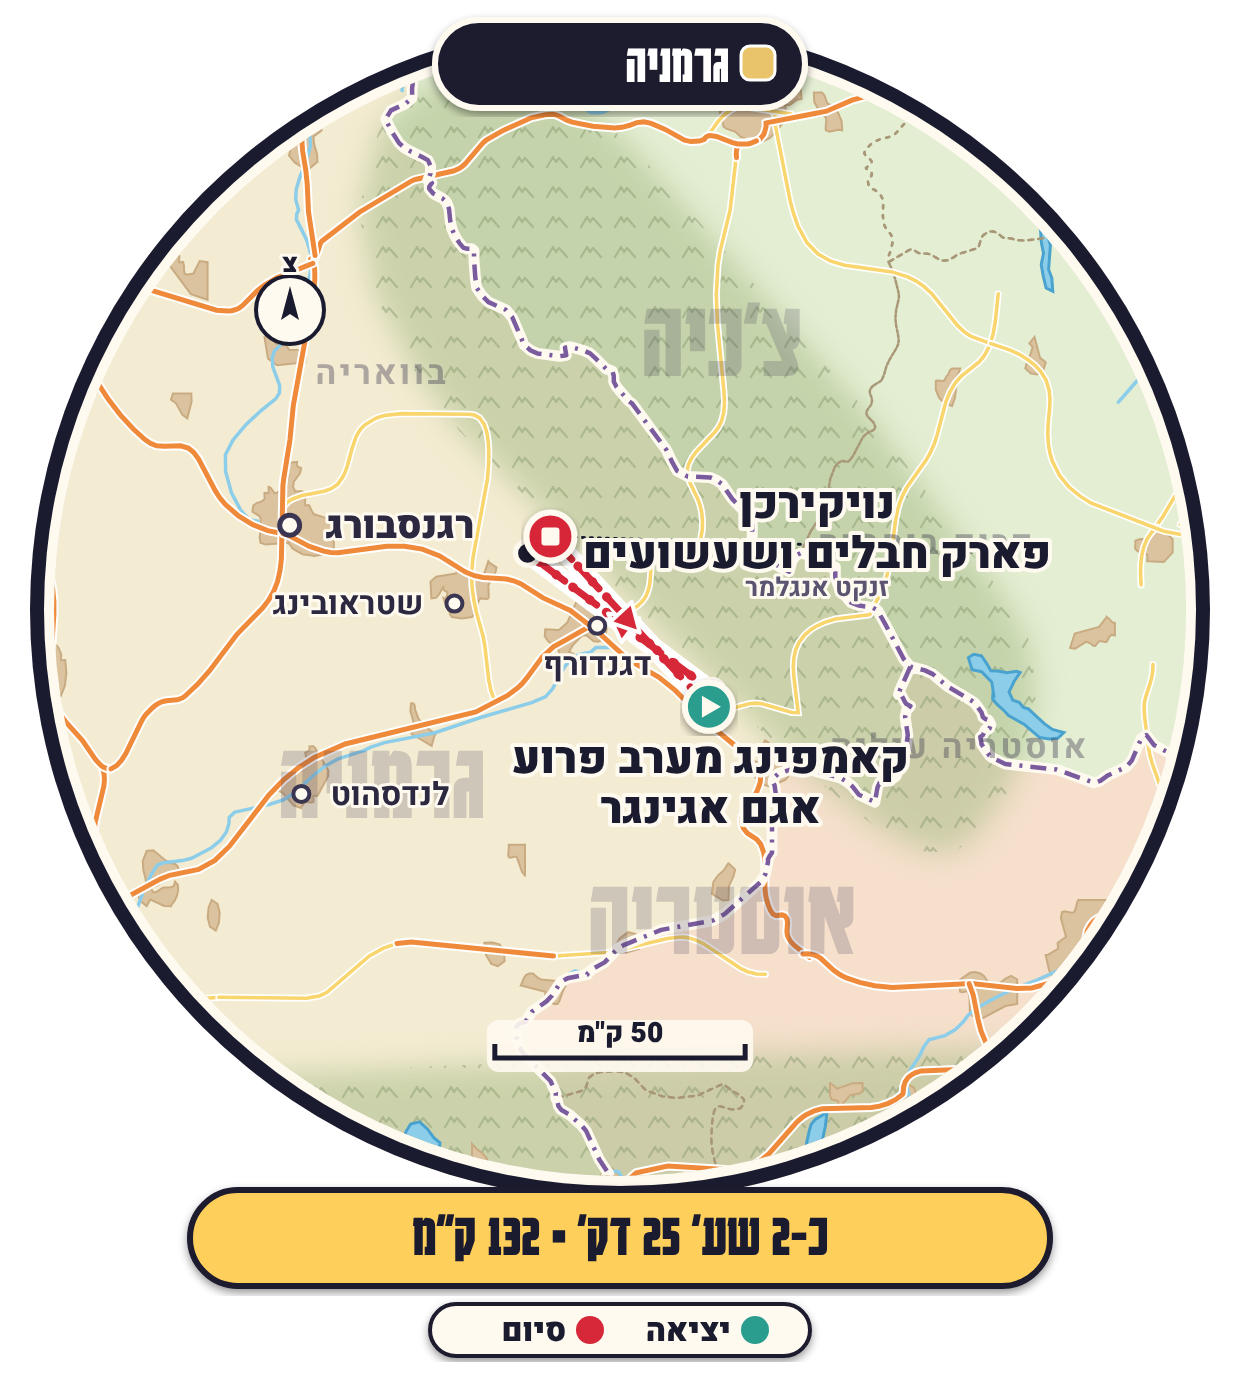 גרמניה
צ
צ'כיה
בוואריה
נויקירכן
רגנסבורג
פארק חבלים ושעשועים
זנקט אנגלמר
שטראובינג
דגנדורף
אוסטריה עילית
קאמפינג מערב פרוע
גרמניה
לנדסהוט
אגם אגינגר
אוסטריה
50 ק"מ
כ-2 שע' 25 דק' • 132 ק"מ
יציאה
סיום